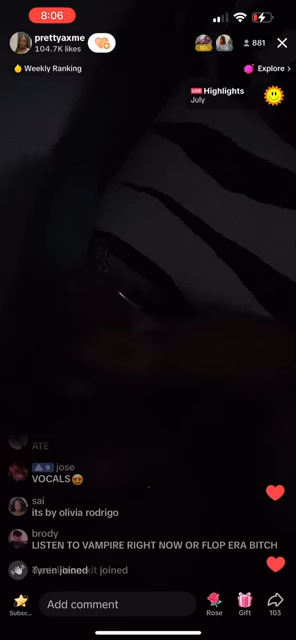 8:06
prettyaxme
104.7K likes
881
Weekly Ranking
Explore >
LIVE Highlights
July
ATE
9 jose
VOCALS
sai
its by olivia rodrigo
brody
LISTEN TO VAMPIRE RIGHT NOW OR FLOP ERA BITCH
joined
Subsc...
Add comment
Rose
Gift
103